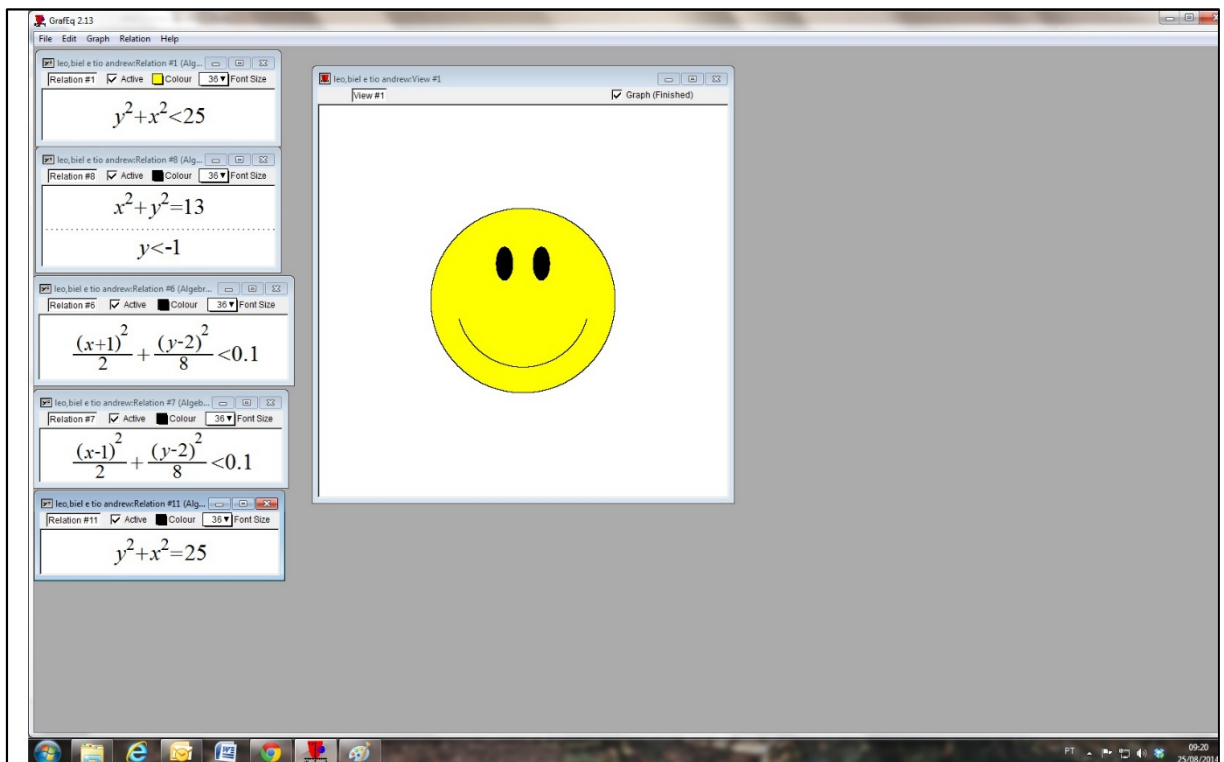 GrafEq 2.13
File Edit Graph Relation Help
leo,biel e tio andrew:Relation #1 (Alg...
Relation #1 Active Colour 36 Font Size
y²+x²<25
leo,biel e tio andrew:Relation #8 (Alg...
Relation #8 Active Colour 36 Font Size
x²+y²=13
y<-1
leo,biel e tio andrew:Relation #6 (Algebr...
Relation #6 Active Colour 36 Font Size
(x+1)²/2 + (y-2)²/8 <0.1
leo,biel e tio andrew:Relation #7 (Algeb...
Relation #7 Active Colour 36 Font Size
(x-1)²/2 + (y-2)²/8 <0.1
leo,biel e tio andrew:Relation #11 (Alg...
Relation #11 Active Colour 36 Font Size
y²+x²=25
leo,biel e tio andrew:View #1
View #1 Graph (Finished)
PT
09:20
25/08/2014